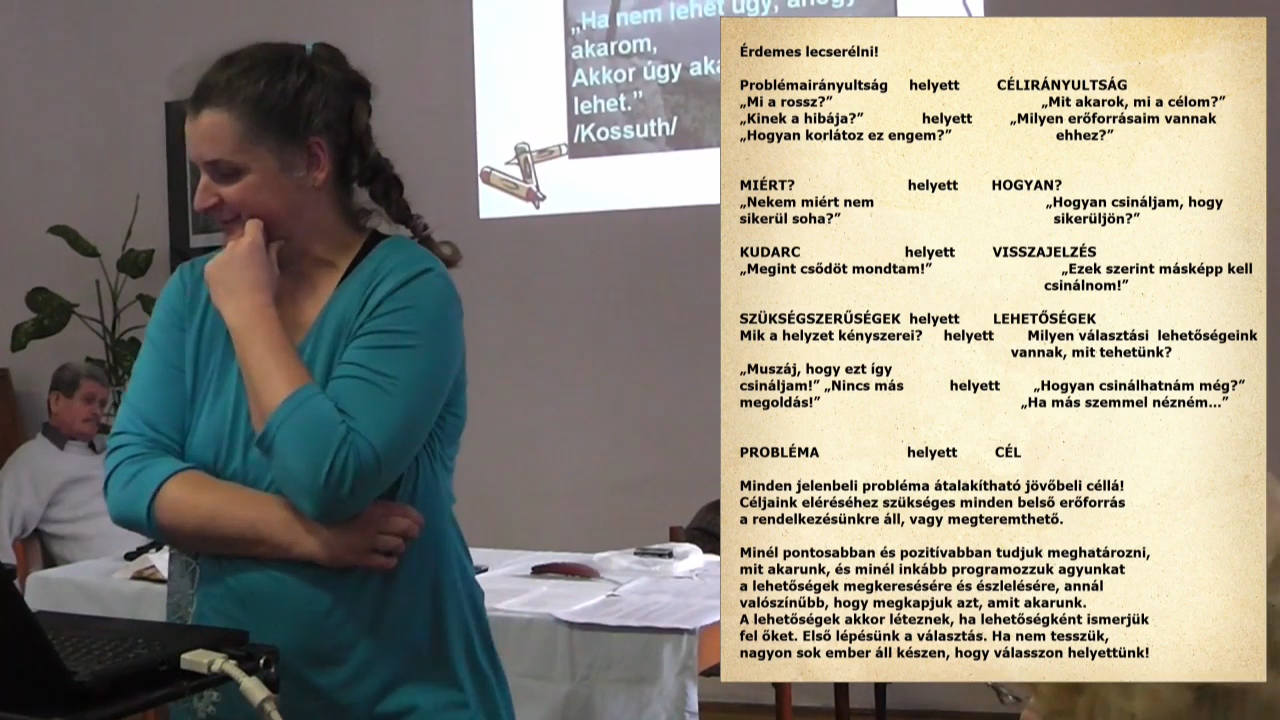 „Ha nem lehet úgy, ahogy
akarom,
Akkor úgy
lehet.”
/Kossuth/
Érdemes lecserélni!
Problémairányultság helyett CÉLIRÁNYULTSÁG
„Mi a rossz?” „Mit akarok, mi a célom?”
„Kinek a hibája?” helyett „Milyen erőforrásaim vannak
„Hogyan korlátoz ez engem?” ehhez?”
MIÉRT? helyett HOGYAN?
„Nekem miért nem „Hogyan csináljam, hogy
sikerül soha?” sikerüljön?”
KUDARC helyett VISSZAJELZÉS
„Megint csődöt mondtam!” „Ezek szerint másképp kell
csinálnom!”
SZÜKSÉGSZERŰSÉGEK helyett LEHETŐSÉGEK
Mik a helyzet kényszerei? helyett Milyen választási lehetőségeink
vannak, mit tehetünk?
„Muszáj, hogy ezt így
csináljam!” „Nincs más helyett „Hogyan csinálhatnám még?”
megoldás!” „Ha más szemmel nézném...”
PROBLÉMA helyett CÉL
Minden jelenbeli probléma átalakítható jövőbeli céllá!
Céljaink eléréséhez szükséges minden belső erőforrás
a rendelkezésünkre áll, vagy megteremthető.
Minél pontosabban és pozitívabban tudjuk meghatározni,
mit akarunk, és minél inkább programozzuk agyunkat
a lehetőségek megkeresésére és észlelésére, annál
valószínűbb, hogy megkapjuk azt, amit akarunk.
A lehetőségek akkor léteznek, ha lehetőségként ismerjük
fel őket. Első lépésünk a választás. Ha nem tesszük,
nagyon sok ember áll készen, hogy válasszon helyettünk!